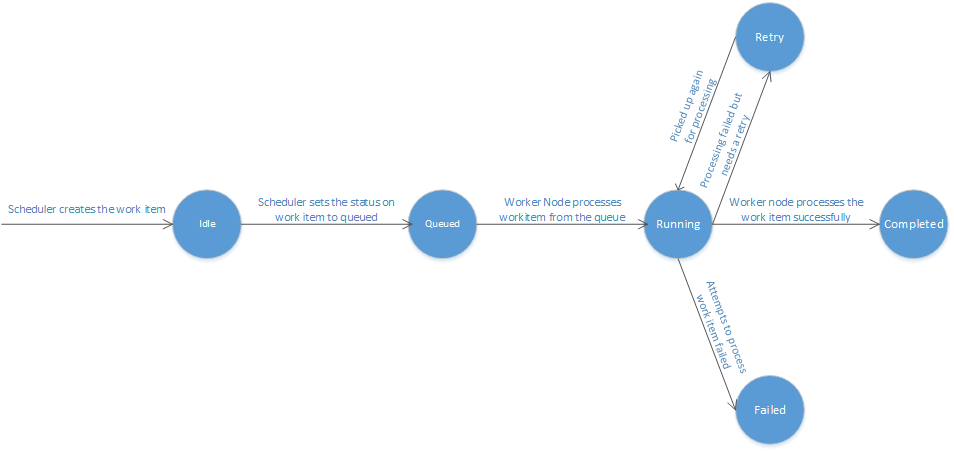 Retry
Picked up again
for processing
Processing failed but
needs a retry
Scheduler creates the work item
Idle
Scheduler sets the status on
work item to queued
Queued
Worker Node processes
workitem from the queue
Running
Worker node processes the
work item successfully
Completed
Attempts to process
work item failed
Failed